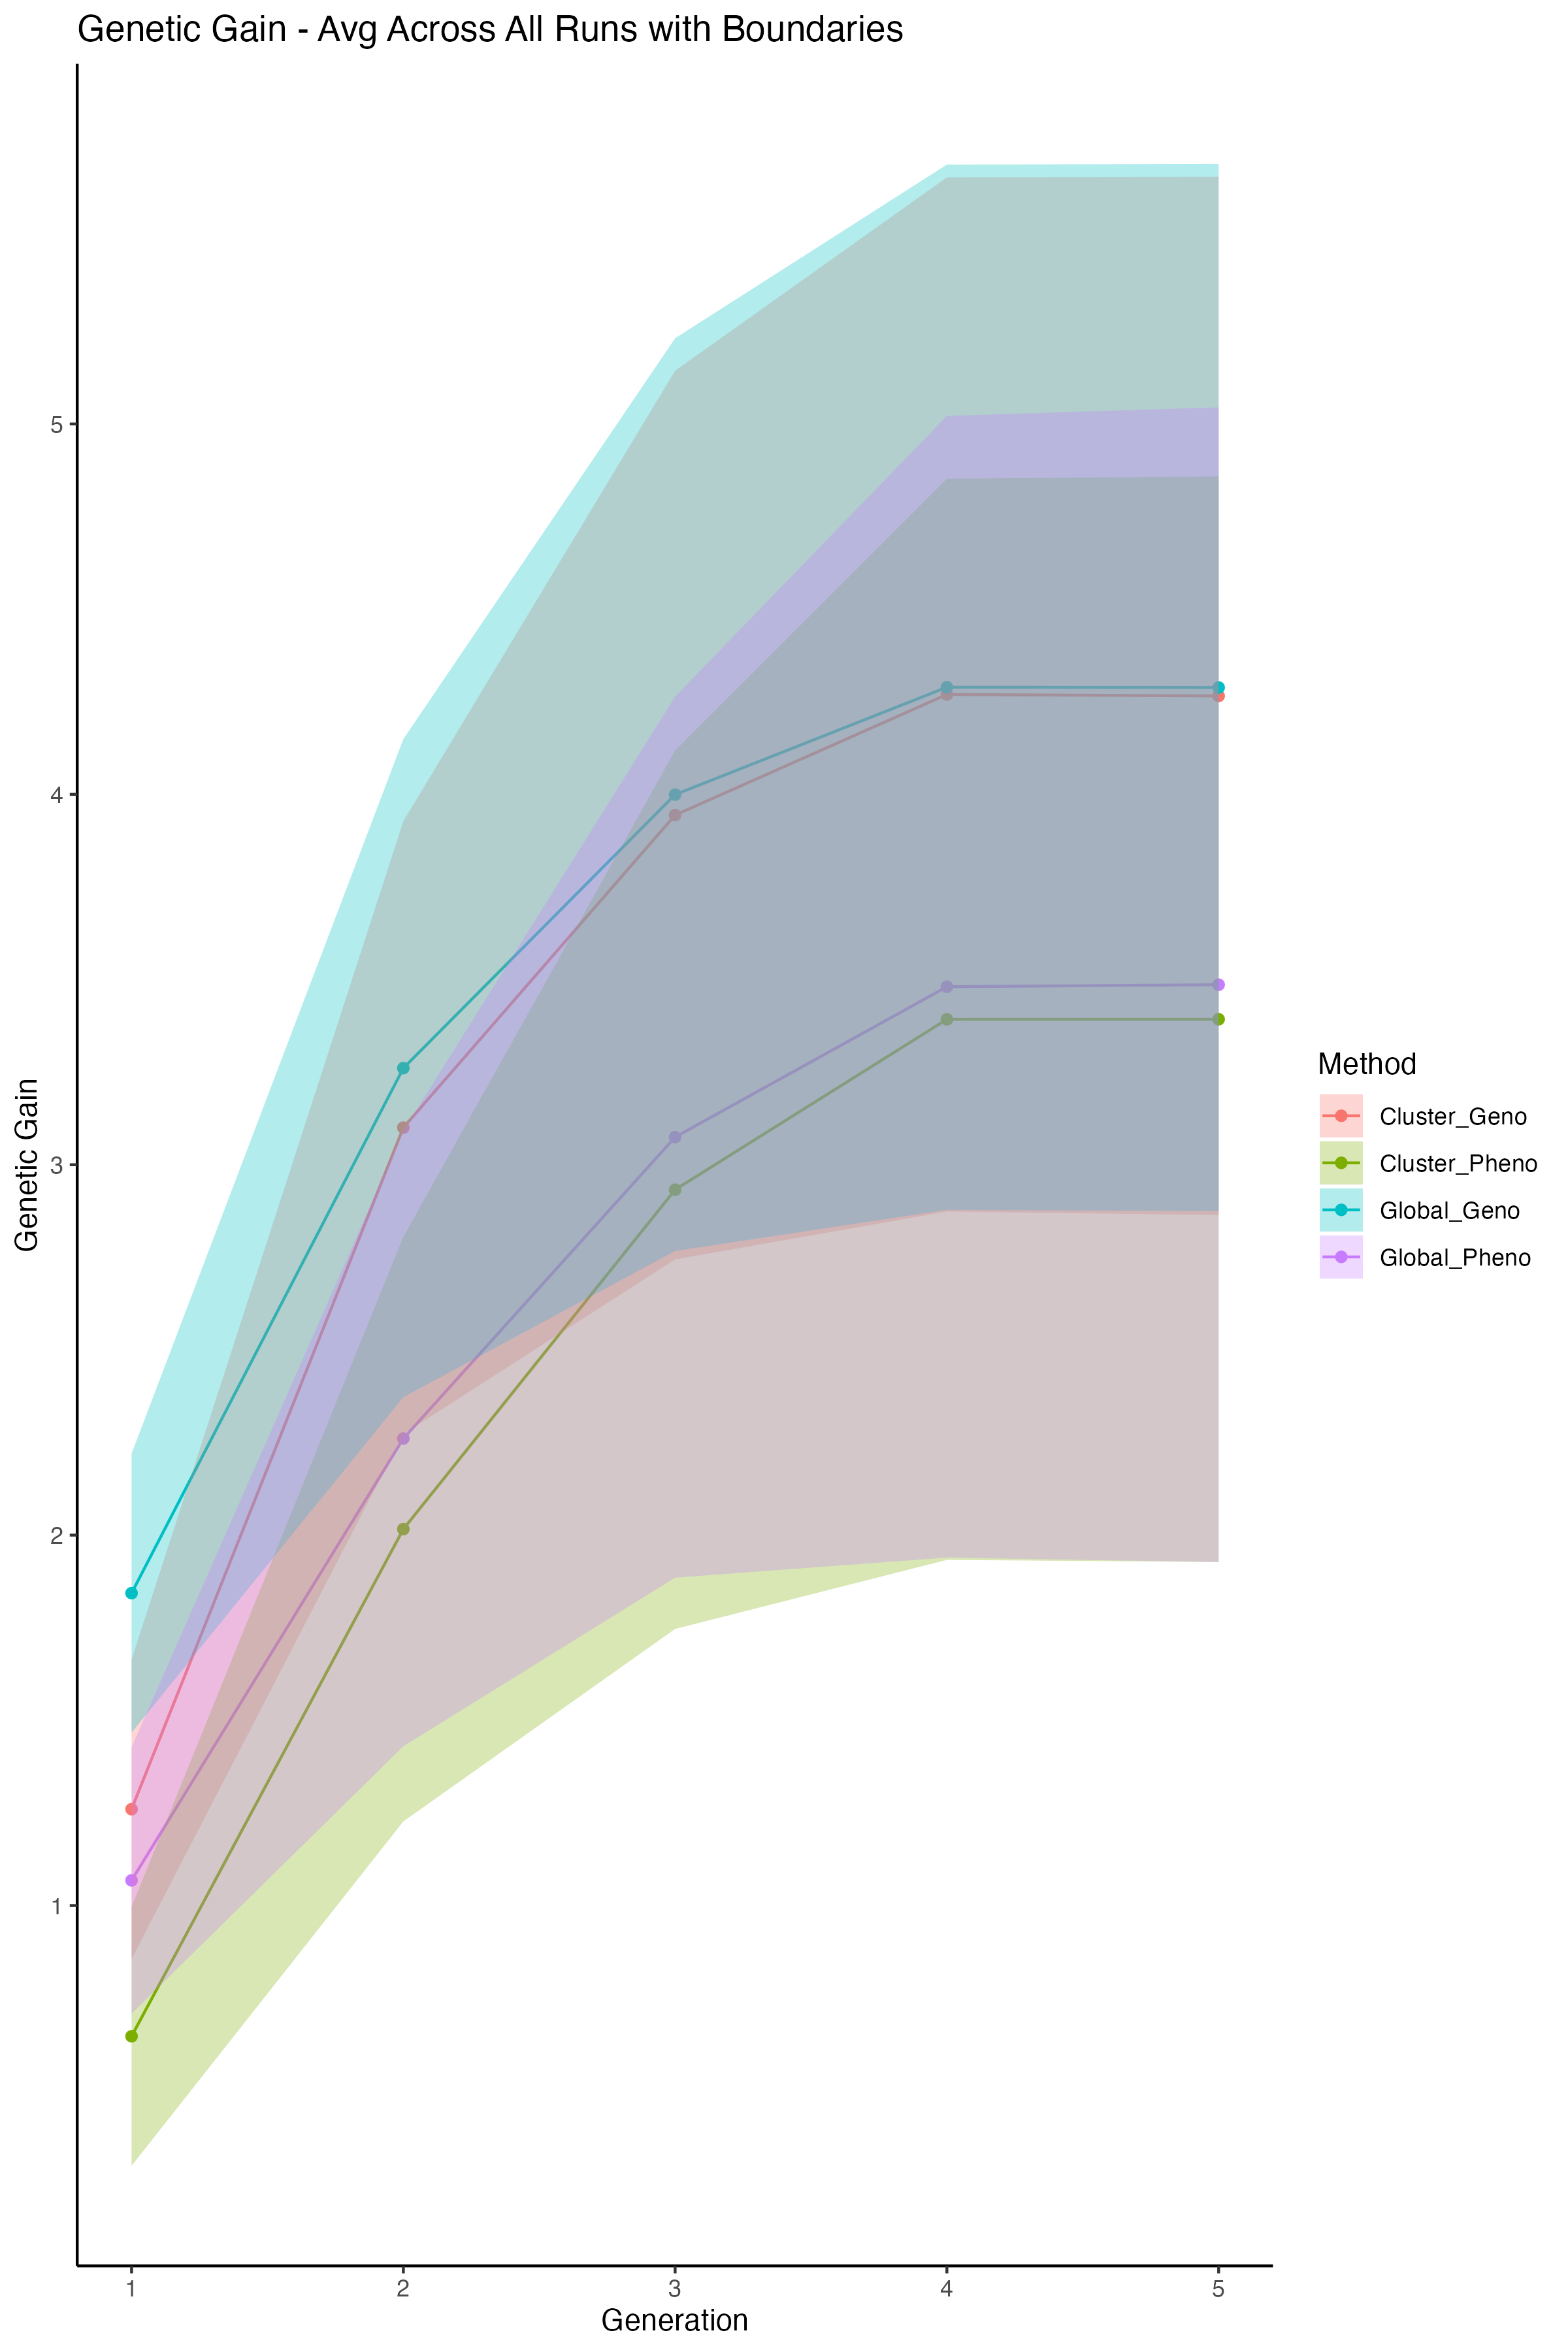 Genetic Gain - Avg Across All Runs with Boundaries
Genetic Gain
5
4
3
2
1
1 2 3 4 5
Generation
Method
Cluster_Geno
Cluster_Pheno
Global_Geno
Global_Pheno